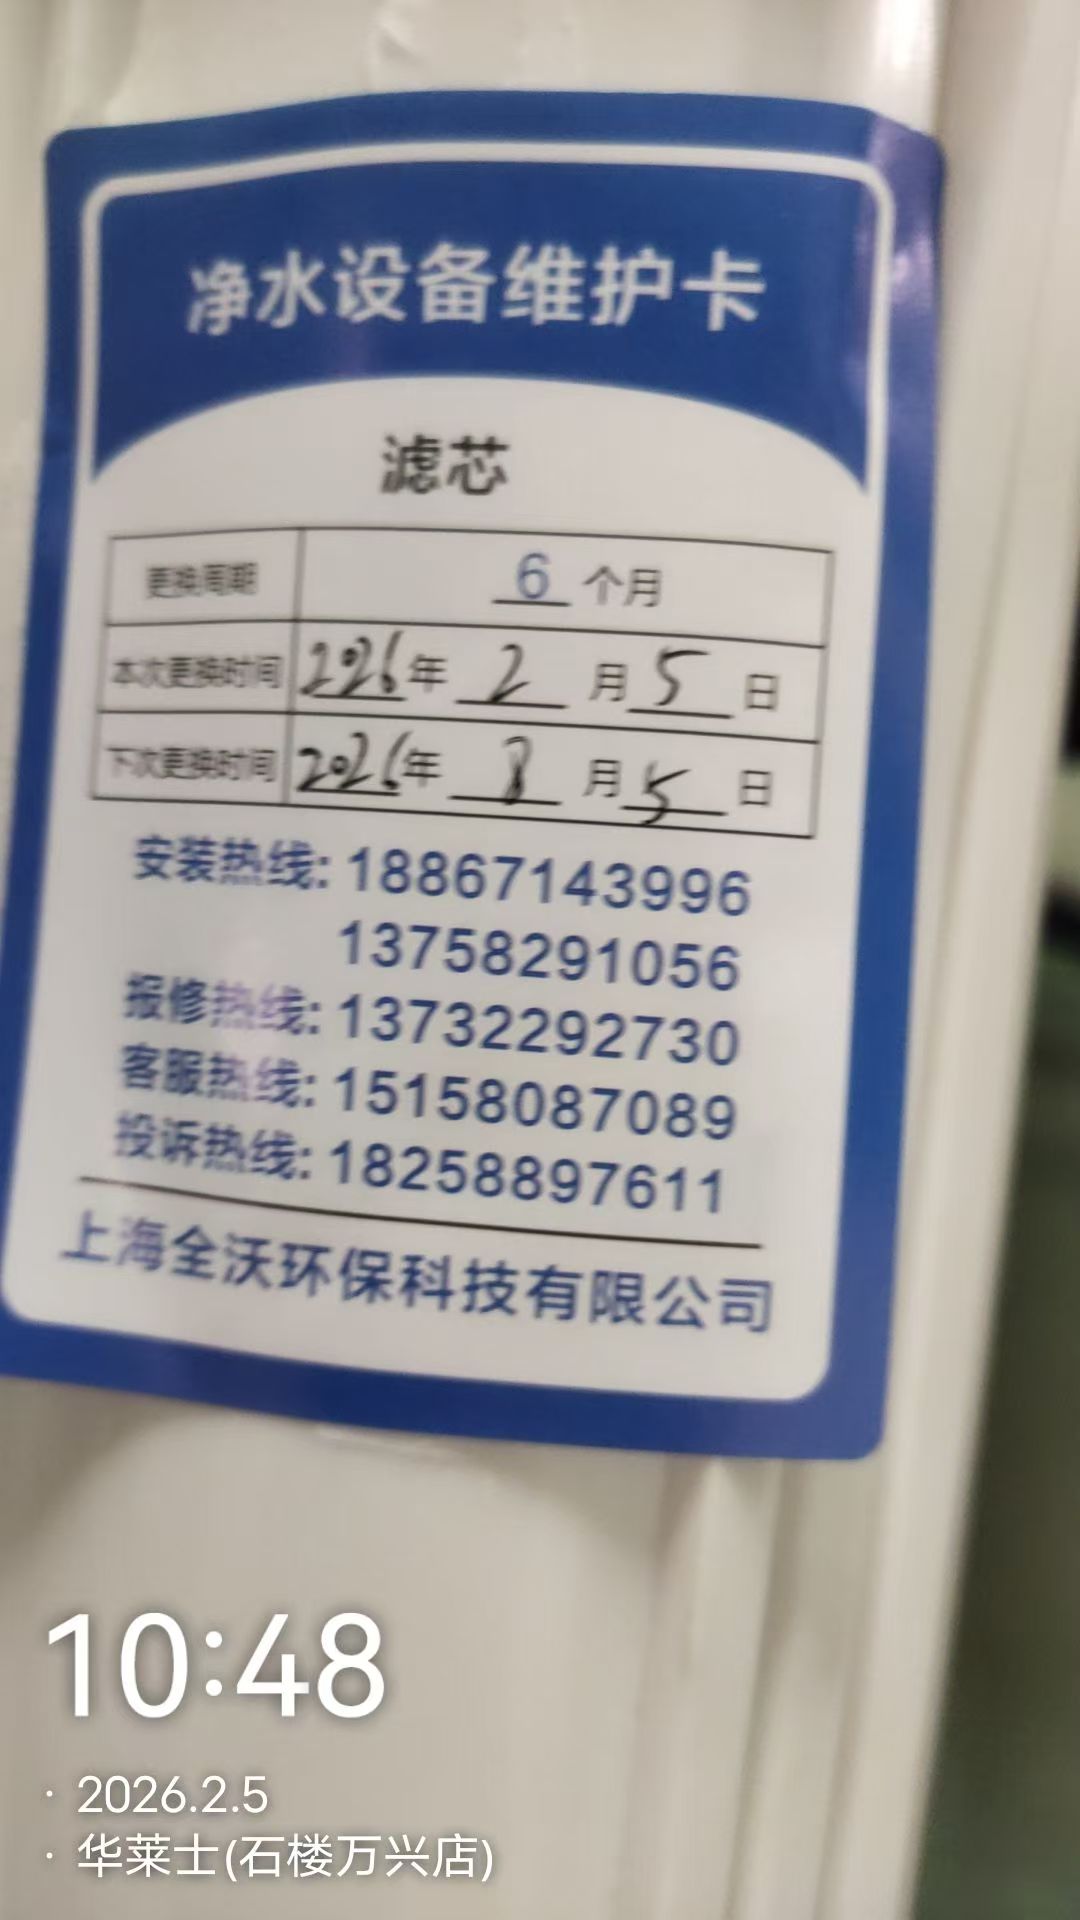 净水设备维护卡
滤芯
更换周期 6 个月
本次更换时间 2026年 2 月 5 日
下次更换时间 2026年 8 月 5 日
安装热线: 18867143996
13758291056
报修热线: 13732292730
客服热线: 15158087089
投诉热线: 18258897611
上海全沃环保科技有限公司
10:48
· 2026.2.5
· 华莱士(石楼万兴店)